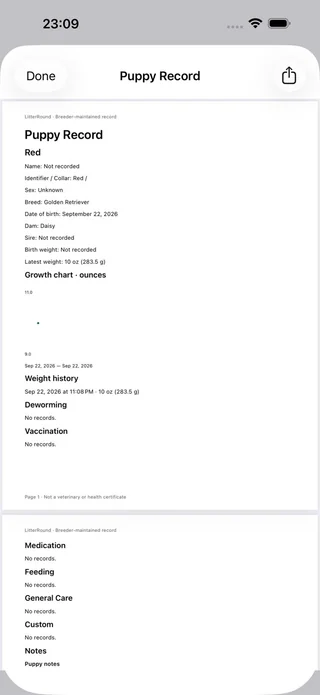 23:09
Done
Puppy Record
LitterRound · Breeder-maintained record
Puppy Record
Red
Name: Not recorded
Identifier / Collar: Red /
Sex: Unknown
Breed: Golden Retriever
Date of birth: September 22, 2026
Dam: Daisy
Sire: Not recorded
Birth weight: Not recorded
Latest weight: 10 oz (283.5 g)
Growth chart · ounces
11.0
9.0
Sep 22, 2026 — Sep 22, 2026
Weight history
Sep 22, 2026 at 11:08 PM · 10 oz (283.5 g)
Deworming
No records.
Vaccination
No records.
Page 1 · Not a veterinary or health certificate
LitterRound · Breeder-maintained record
Medication
No records.
Feeding
No records.
General Care
No records.
Custom
No records.
Notes
Puppy notes